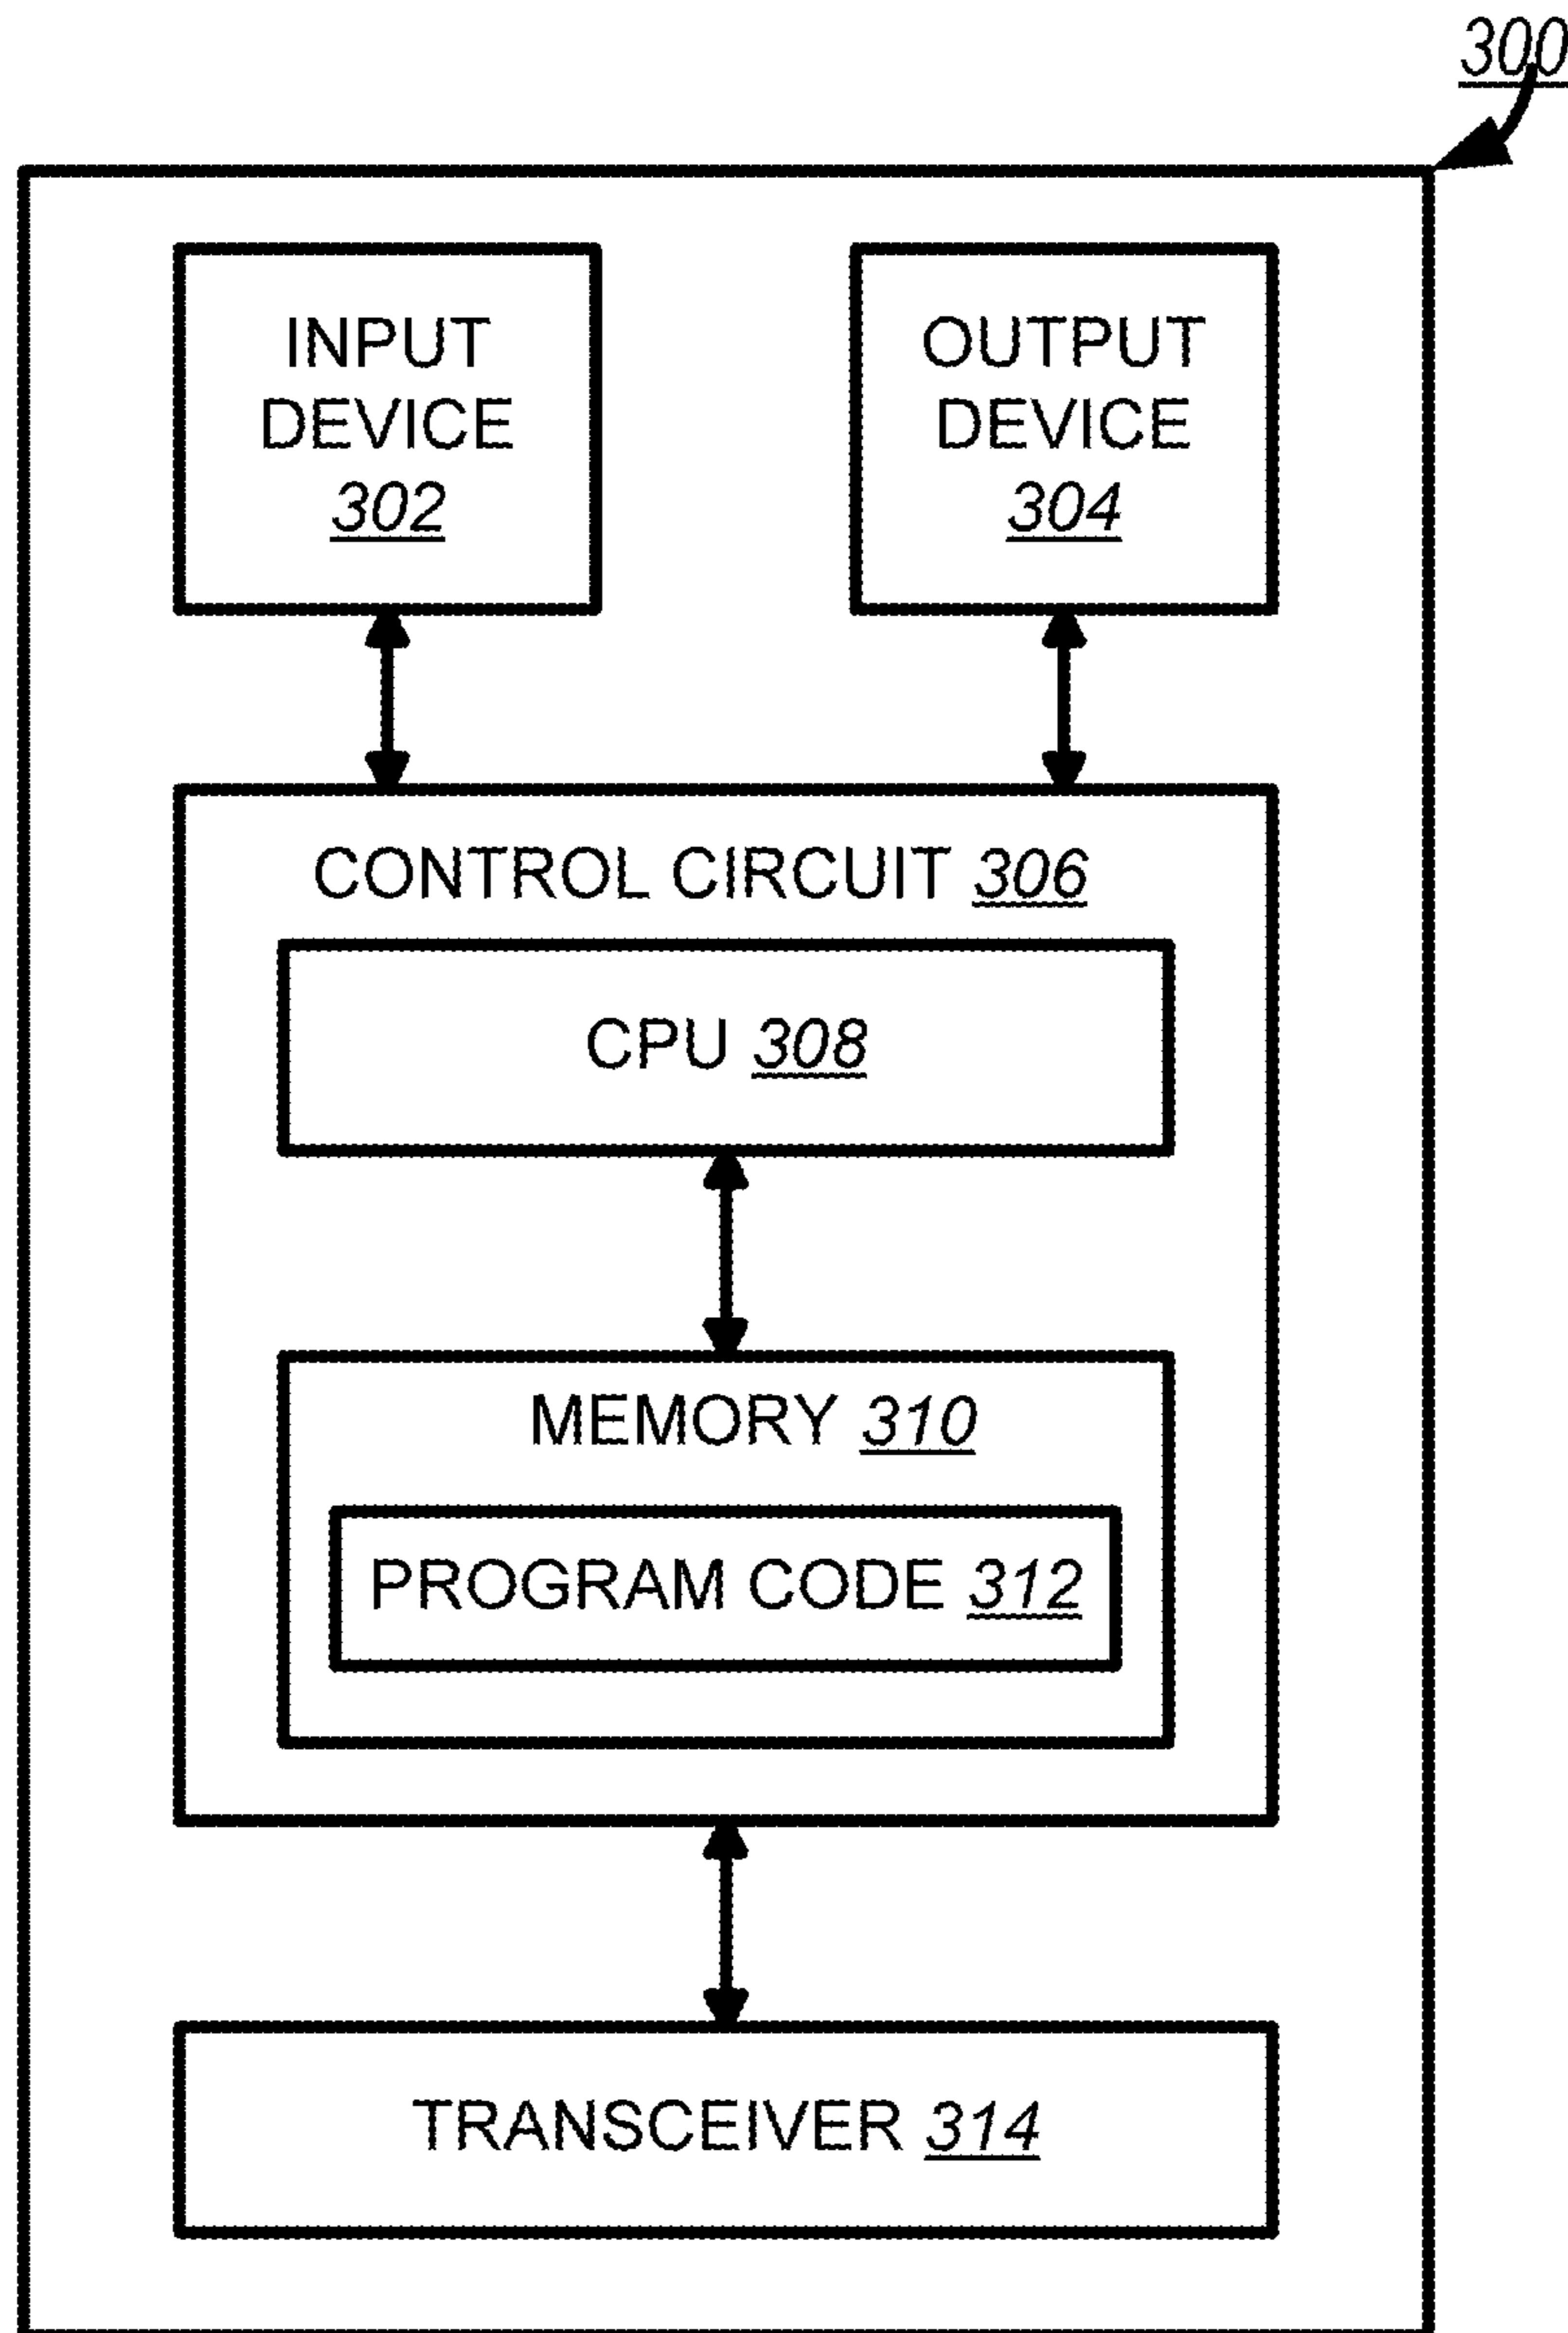 300
INPUT
DEVICE
302
OUTPUT
DEVICE
304
CONTROL CIRCUIT 306
CPU 308
MEMORY 310
PROGRAM CODE 312
TRANSCEIVER 314